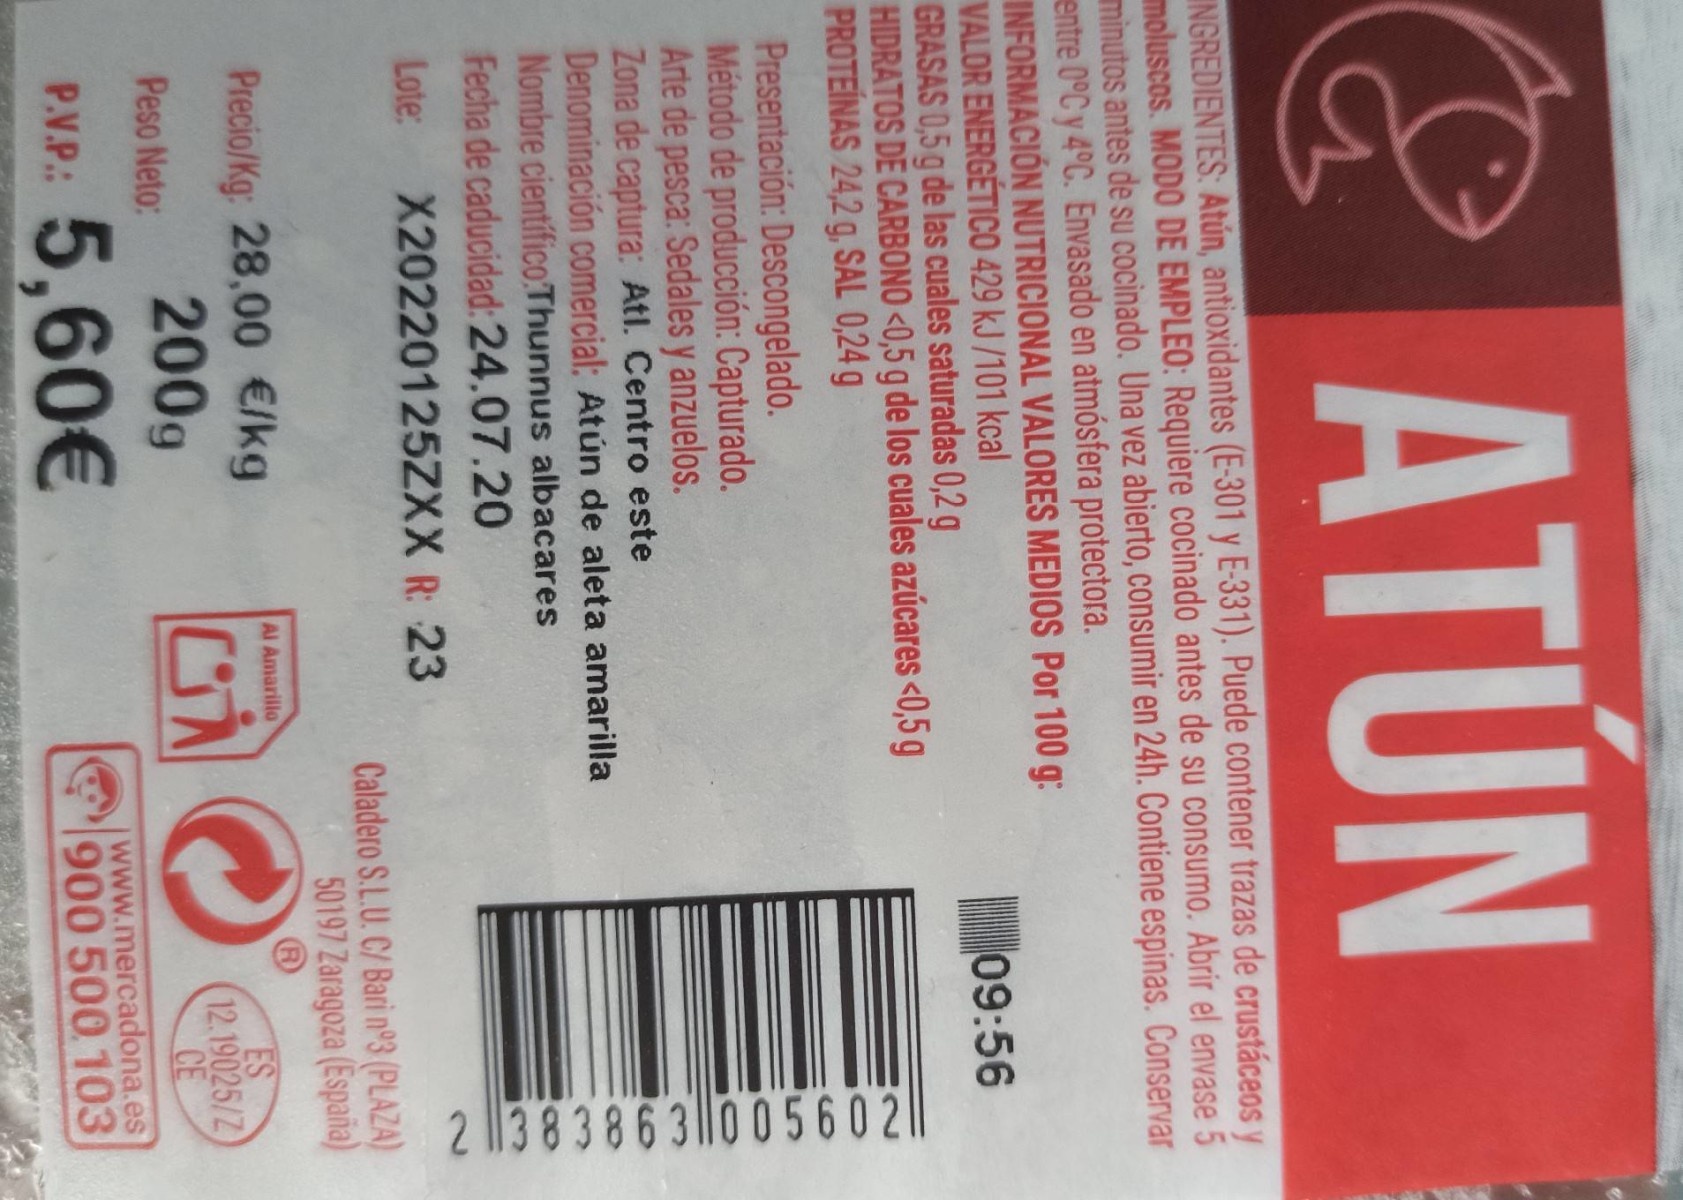 ATÚN
INGREDIENTES: Atún, antioxidantes (E-301 y E-331). Puede contener trazas de crustáceos y
moluscos. MODO DE EMPLEO: Requiere cocinado antes de su consumo. Abrir el envase 5
minutos antes de su cocinado. Una vez abierto, consumir en 24h. Contiene espinas. Conservar
entre 0ºC y 4ºC. Envasado en atmósfera protectora.
INFORMACIÓN NUTRICIONAL VALORES MEDIOS Por 100 g:
VALOR ENERGÉTICO 429 kJ /101 kcal
GRASAS 0,5 g de las cuales saturadas 0,2 g
HIDRATOS DE CARBONO <0,5 g de los cuales azúcares <0,5 g
PROTEÍNAS 24,2 g, SAL 0,24 g
09:56
Presentación: Descongelado.
Método de producción: Capturado.
Arte de pesca: Sedales y anzuelos.
Zona de captura: Atl. Centro este
Denominación comercial: Atún de aleta amarilla
Nombre científico: Thunnus albacares
Fecha de caducidad: 24.07.20
Lote: X202201125ZXX R: 23
2 383863 005602
Caladero S.L.U. C/ Bari nº3 (PLAZA)
50197 Zaragoza (España)
Precio/Kg: 28,00 €/kg
Peso Neto: 200g
P.V.P.: 5,60€
Al Amarillo
®
ES
12.19025/Z
CE
www.mercadona.es
900 500 103